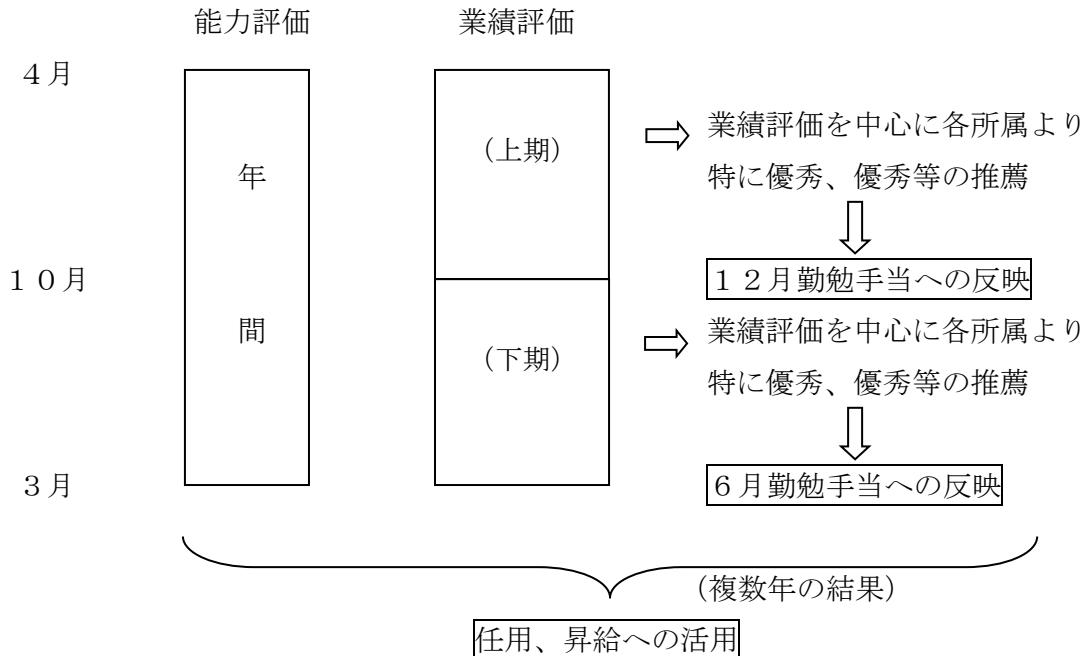 能力評価
業績評価
４月
(上期)
業績評価を中心に各所属より
特に優秀、優秀等の推薦
年
間
１０月
１２月勤勉手当への反映
(下期)
業績評価を中心に各所属より
特に優秀、優秀等の推薦
３月
６月勤勉手当への反映
(複数年の結果)
任用、昇給への活用